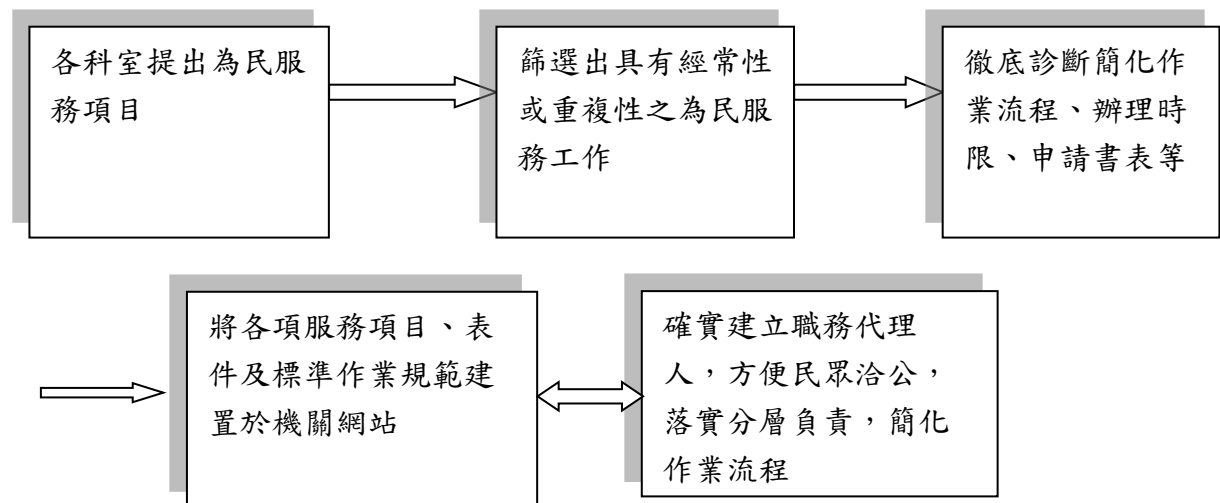 各科室提出為民服
務項目
篩選出具有經常性
或重複性之為民服
務工作
徹底診斷簡化作
業流程、辦理時
限、申請書表等
將各項服務項目、表
件及標準作業規範建
置於機關網站
確實建立職務代理
人，方便民眾洽公，
落實分層負責，簡化
作業流程